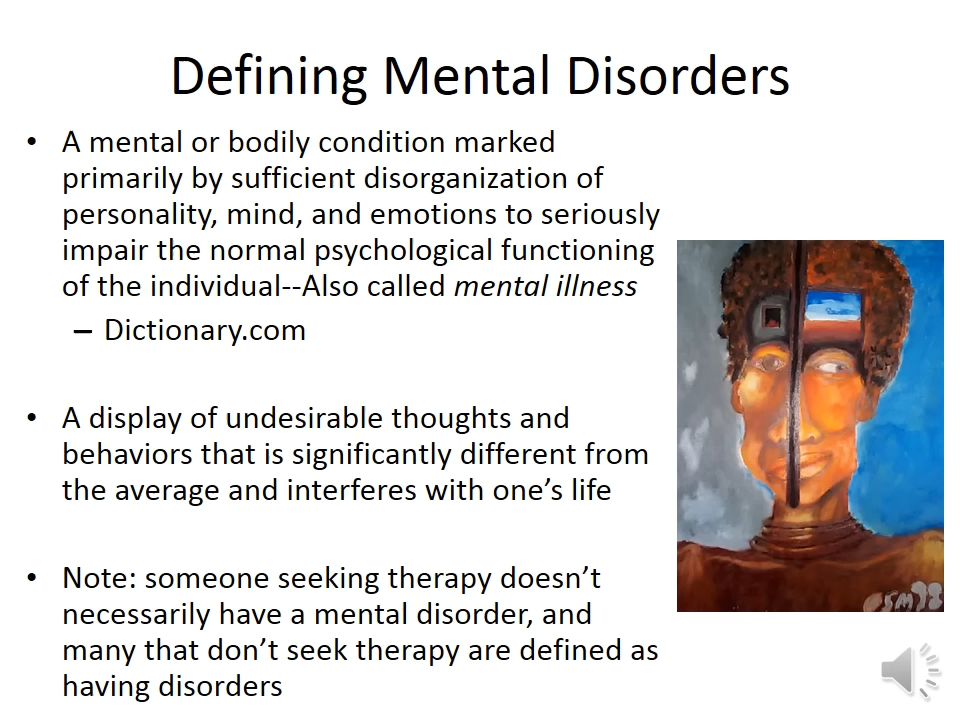 Defining Mental Disorders
• A mental or bodily condition marked
primarily by sufficient disorganization of
personality, mind, and emotions to seriously
impair the normal psychological functioning
of the individual--Also called mental illness
– Dictionary.com
• A display of undesirable thoughts and
behaviors that is significantly different from
the average and interferes with one’s life
• Note: someone seeking therapy doesn’t
necessarily have a mental disorder, and
many that don’t seek therapy are defined as
having disorders